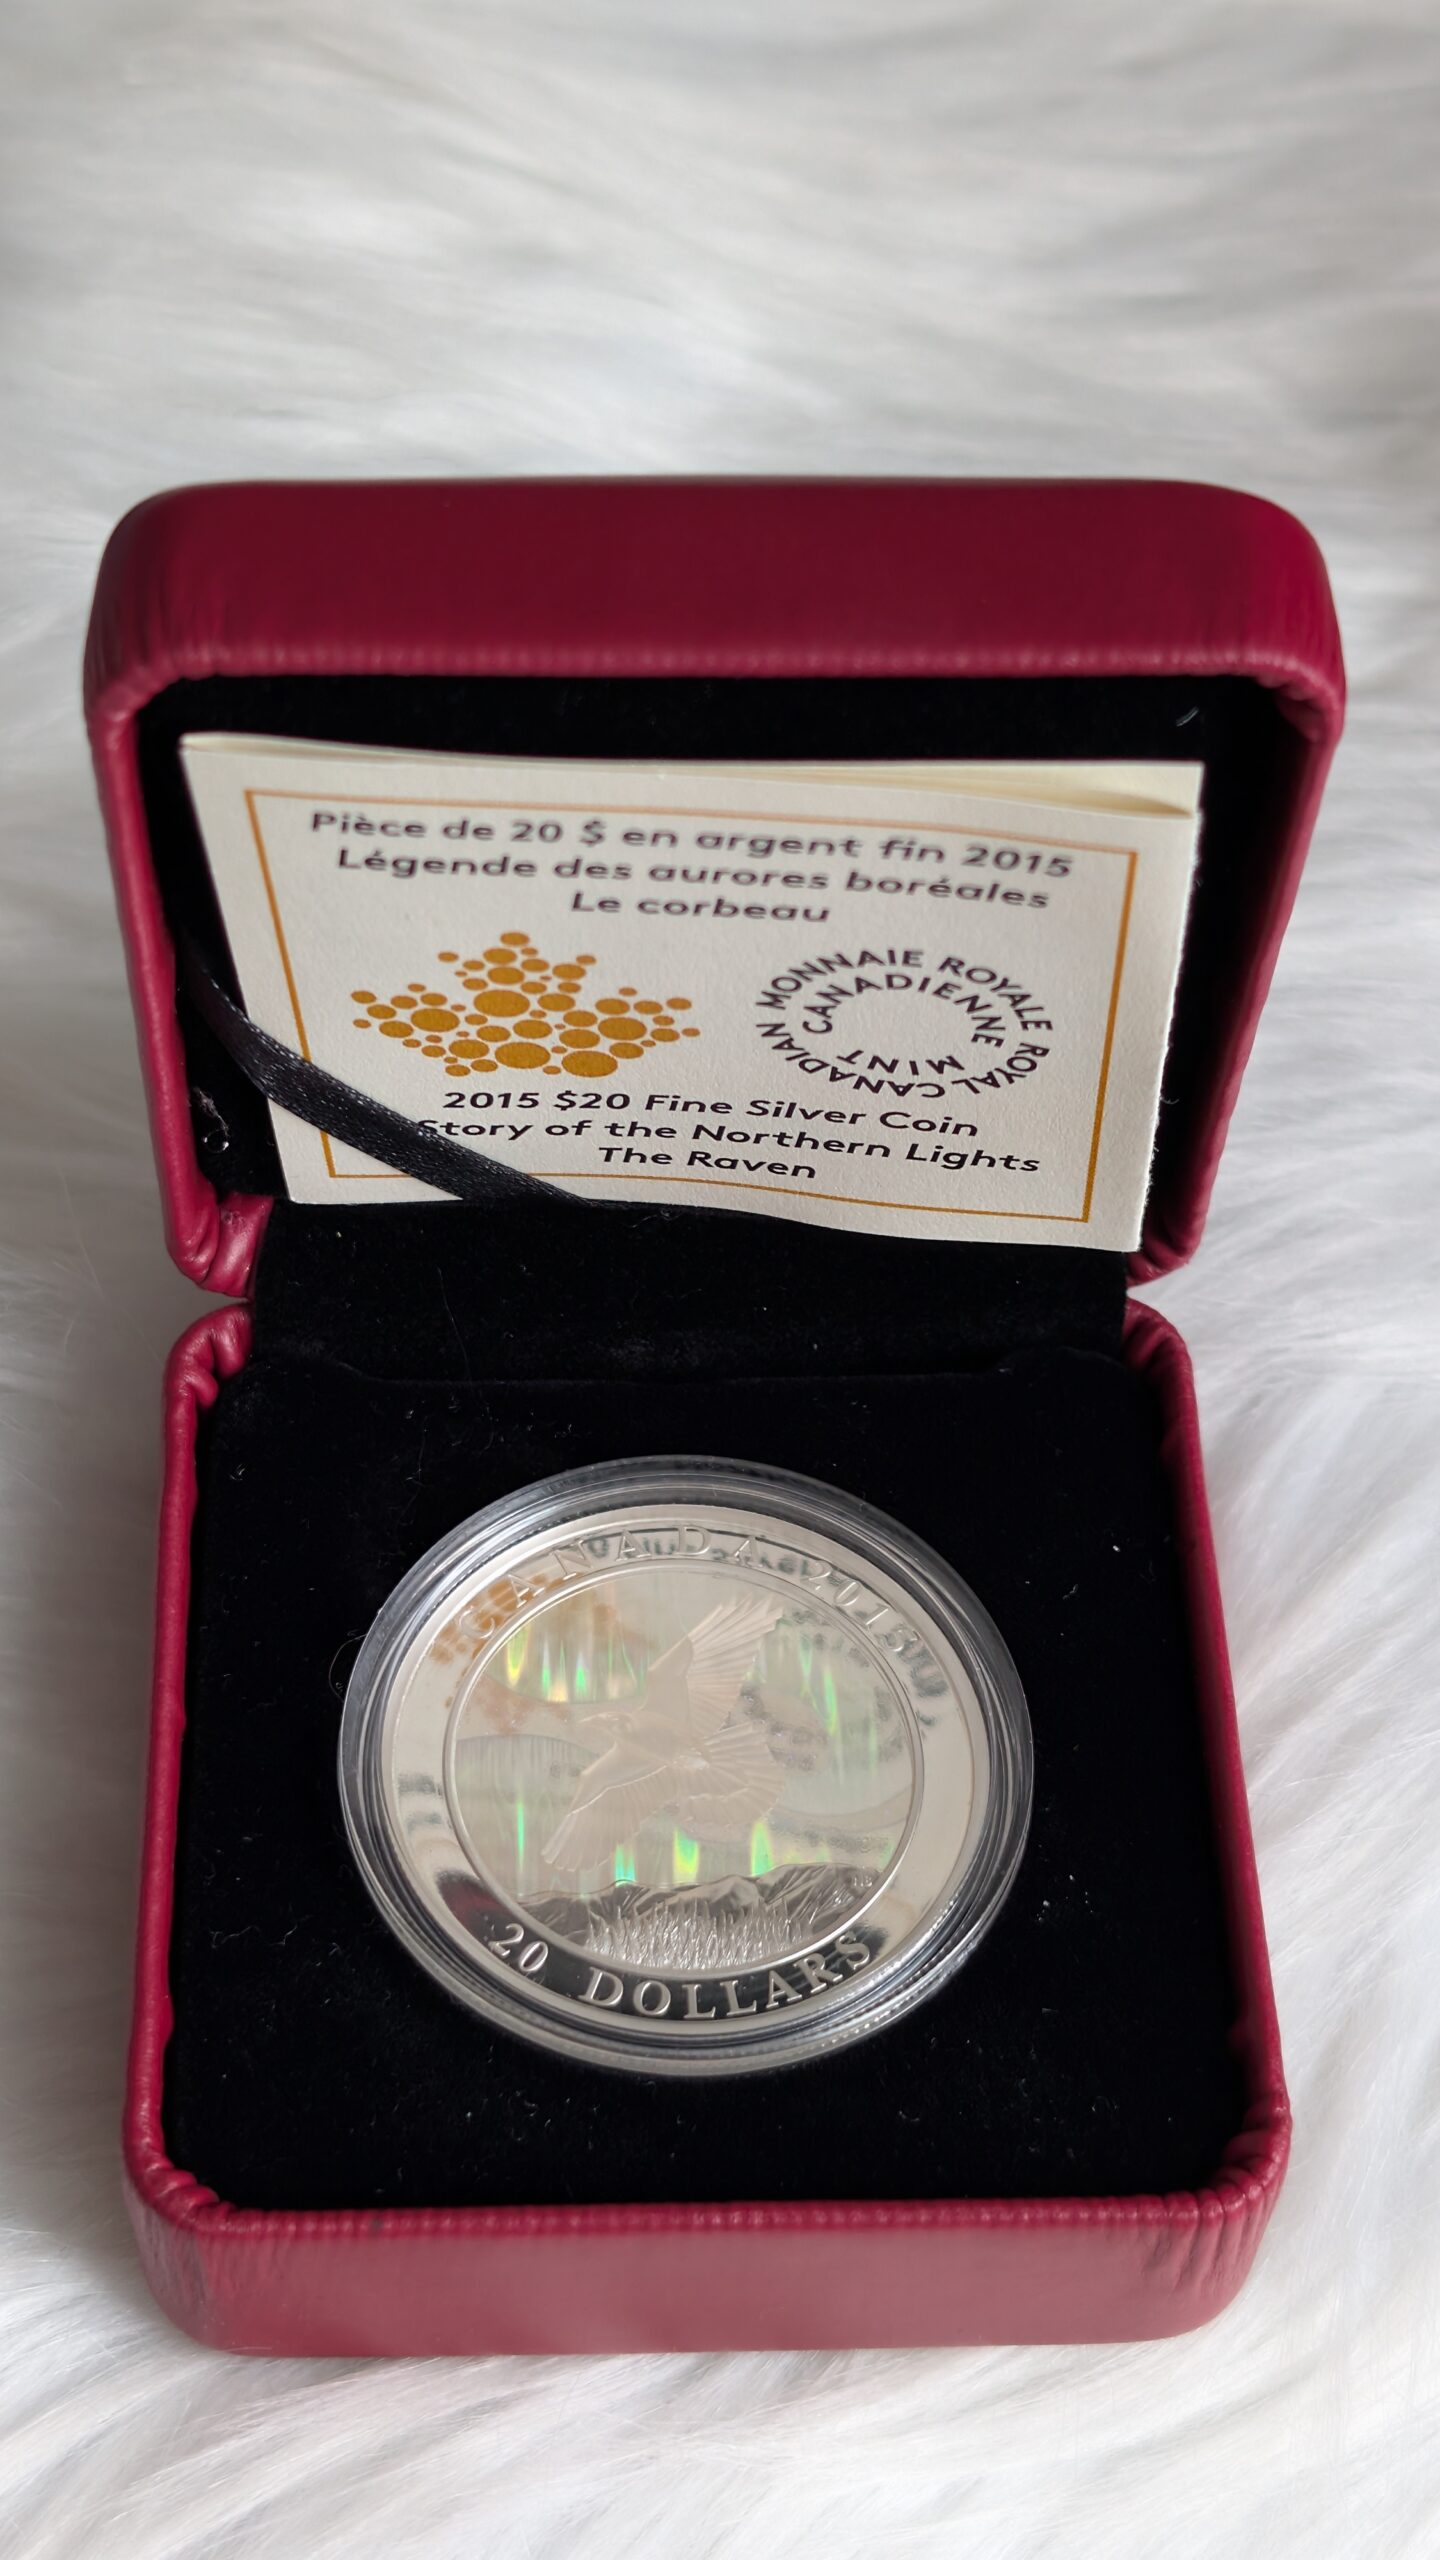 Pièce de 20 $ en argent fin 2015
Légende des aurores boréales
Le corbeau
MONNAIE ROYALE CANADIENNE
ROYAL CANADIAN MINT
2015 $20 Fine Silver Coin
Story of the Northern Lights
The Raven
CANADA 2015
20 DOLLARS